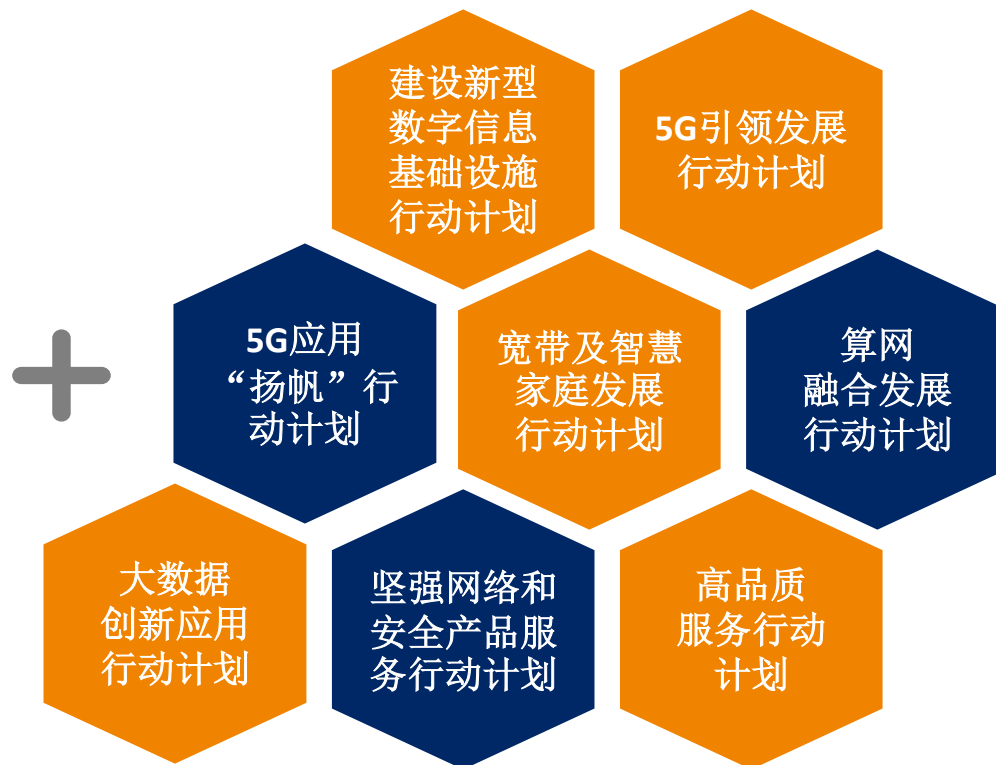 建设新型
数字信息
基础设施
行动计划
5G引领发展
行动计划
5G应用
“扬帆”行
动计划
宽带及智慧
家庭发展
行动计划
算网
融合发展
行动计划
大数据
创新应用
行动计划
坚强网络和
安全产品服
务行动计划
高品质
服务行动
计划